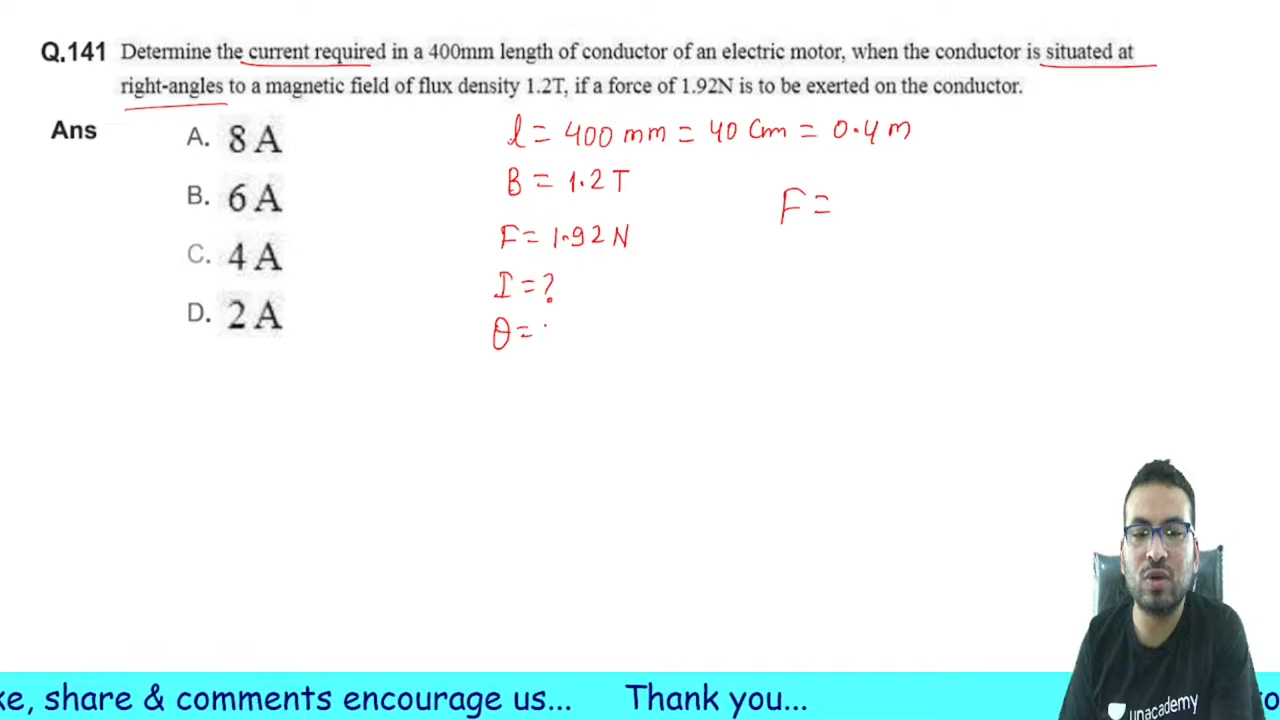 Q.141 Determine the current required in a 400mm length of conductor of an electric motor, when the conductor is situated at
right-angles to a magnetic field of flux density 1.2T, if a force of 1.92N is to be exerted on the conductor.
Ans
A. 8 A
B. 6 A
C. 4 A
D. 2 A
l = 400 mm = 40 Cm = 0.4 m
B = 1.2 T
F =
F = 1.92 N
I = ?
θ =
unacademy
ke, share & comments encourage us... Thank you...